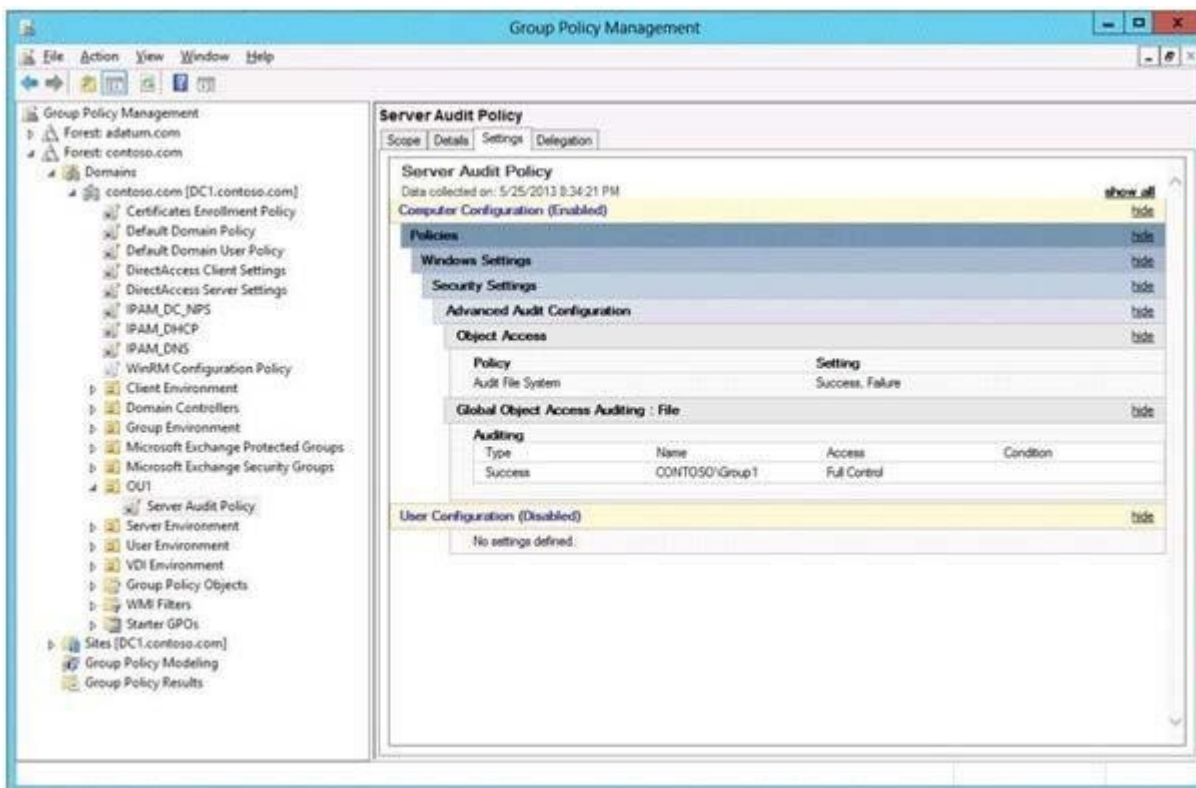 Group Policy Management
File Action View Window Help
Group Policy Management
Forest: adatum.com
Forest: contoso.com
Domains
contoso.com [DC1.contoso.com]
Certificates Enrollment Policy
Default Domain Policy
Default Domain User Policy
DirectAccess Client Settings
DirectAccess Server Settings
IPAM_DC_NPS
IPAM_DHCP
IPAM_DNS
WinRM Configuration Policy
Client Environment
Domain Controllers
Group Environment
Microsoft Exchange Protected Groups
Microsoft Exchange Security Groups
OU1
Server Audit Policy
Server Environment
User Environment
VDI Environment
Group Policy Objects
WMI Filters
Starter GPOs
Sites [DC1.contoso.com]
Group Policy Modeling
Group Policy Results
Server Audit Policy
Scope Details Settings Delegation
Server Audit Policy
Data collected on: 5/25/2013 8:34:21 PM show all
Computer Configuration (Enabled) hide
Policies hide
Windows Settings hide
Security Settings hide
Advanced Audit Configuration hide
Object Access hide
Policy Setting
Audit File System Success, Failure
Global Object Access Auditing : File hide
Auditing
Type Name Access Condition
Success CONTOSO\Group1 Full Control
User Configuration (Disabled) hide
No settings defined.